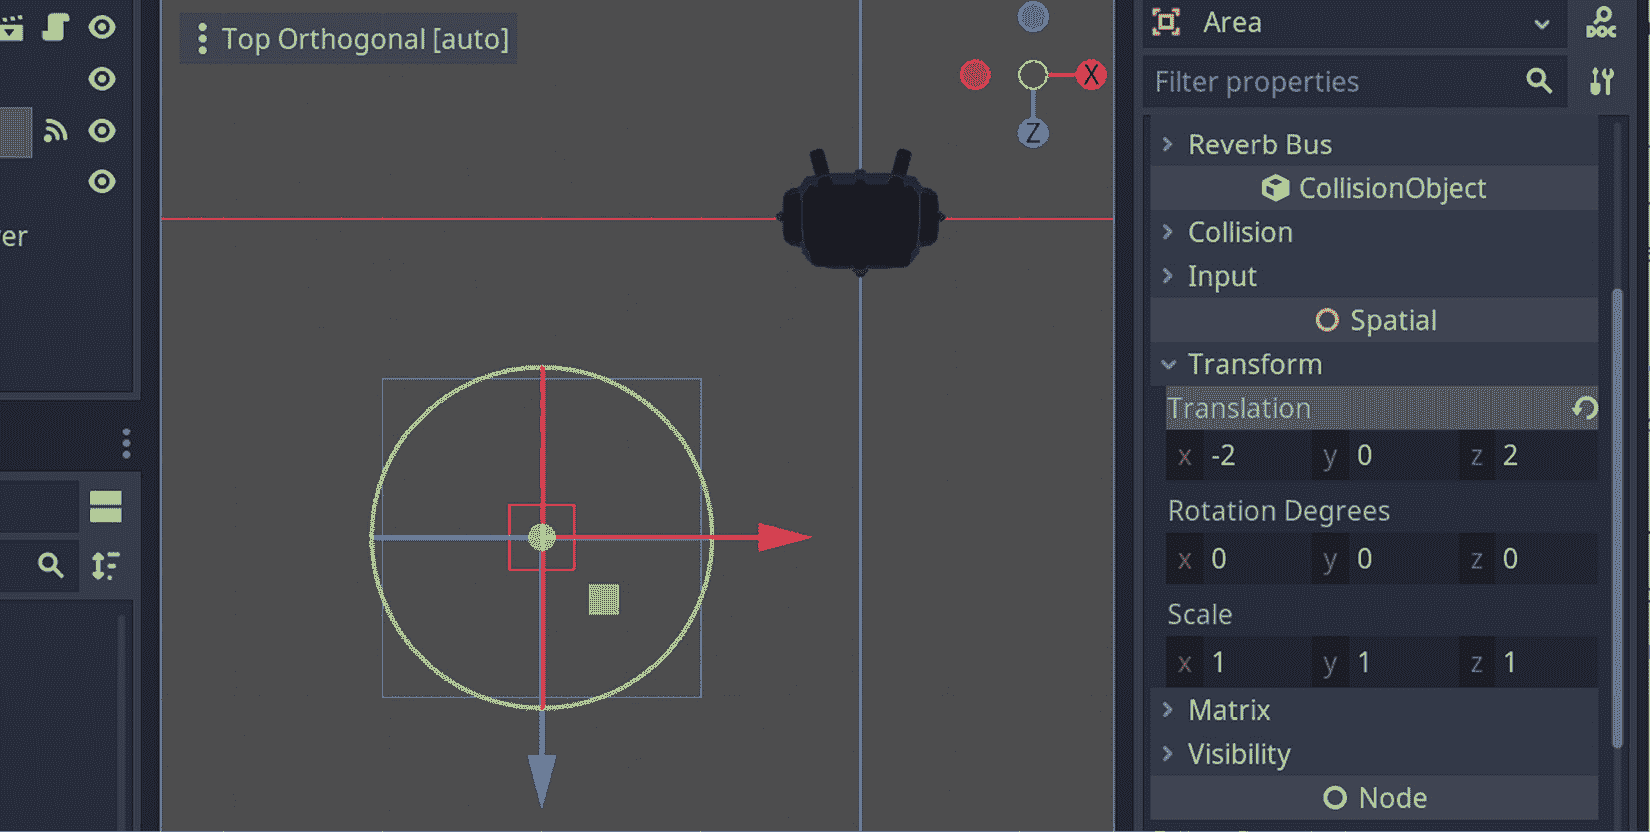 Top Orthogonal [auto]
X
Z
er
Area
DOC
Filter properties
Reverb Bus
CollisionObject
Collision
Input
Spatial
Transform
Translation
x -2 y 0 z 2
Rotation Degrees
x 0 y 0 z 0
Scale
x 1 y 1 z 1
Matrix
Visibility
Node